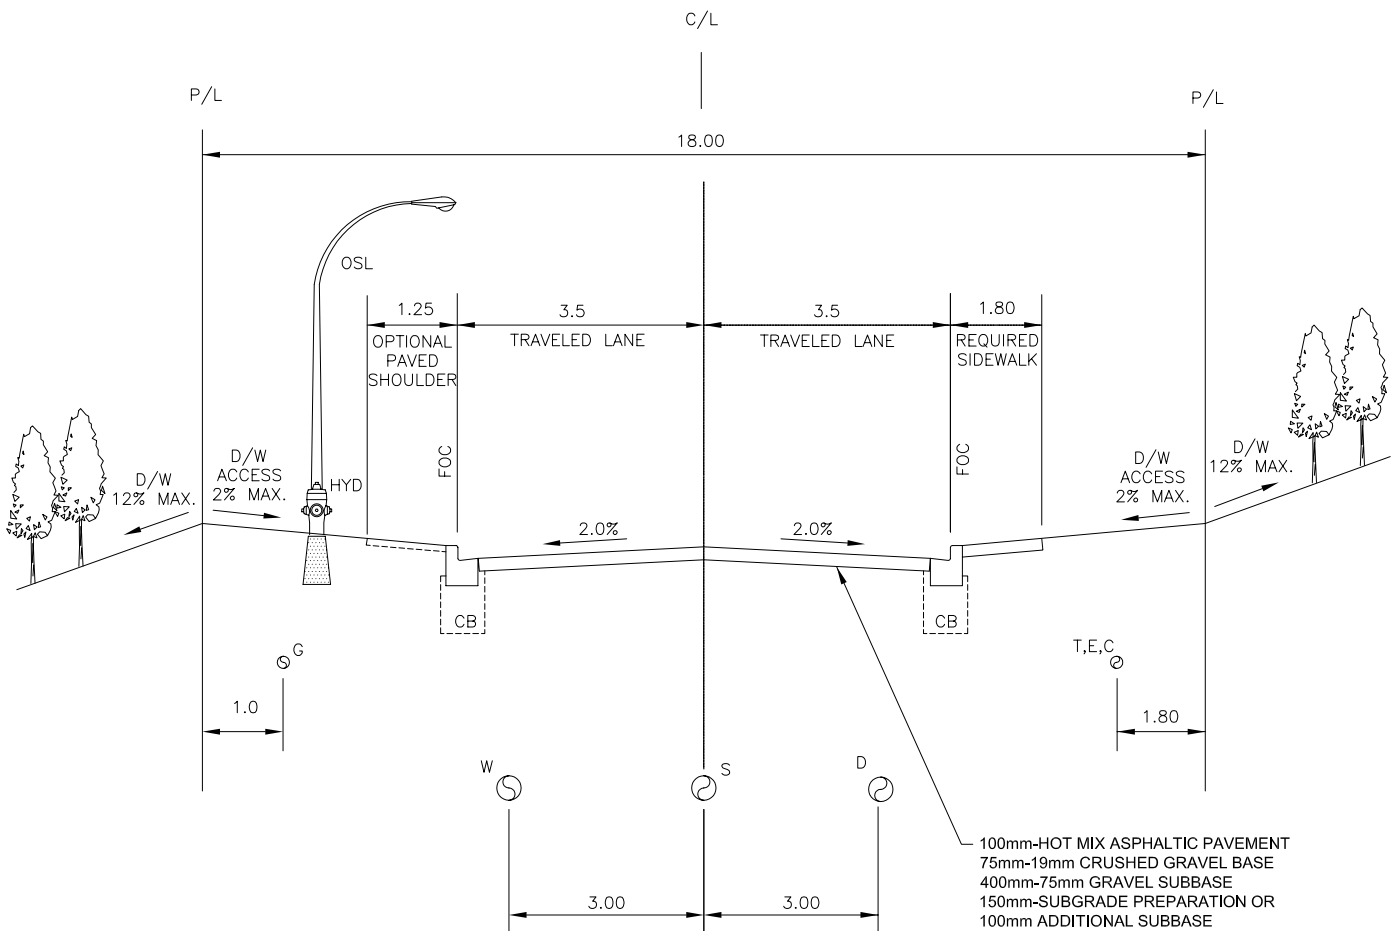 C/L
P/L
P/L
18.00
OSL
1.25
3.5
3.5
1.80
OPTIONAL
PAVED
SHOULDER
TRAVELED LANE
TRAVELED LANE
REQUIRED
SIDEWALK
FOC
FOC
D/W
12% MAX.
D/W
ACCESS
2% MAX.
HYD
D/W
ACCESS
2% MAX.
D/W
12% MAX.
2.0%
2.0%
CB
CB
G
T,E,C
1.0
1.80
W
S
D
3.00
3.00
100mm-HOT MIX ASPHALTIC PAVEMENT
75mm-19mm CRUSHED GRAVEL BASE
400mm-75mm GRAVEL SUBBASE
150mm-SUBGRADE PREPARATION OR
100mm ADDITIONAL SUBBASE